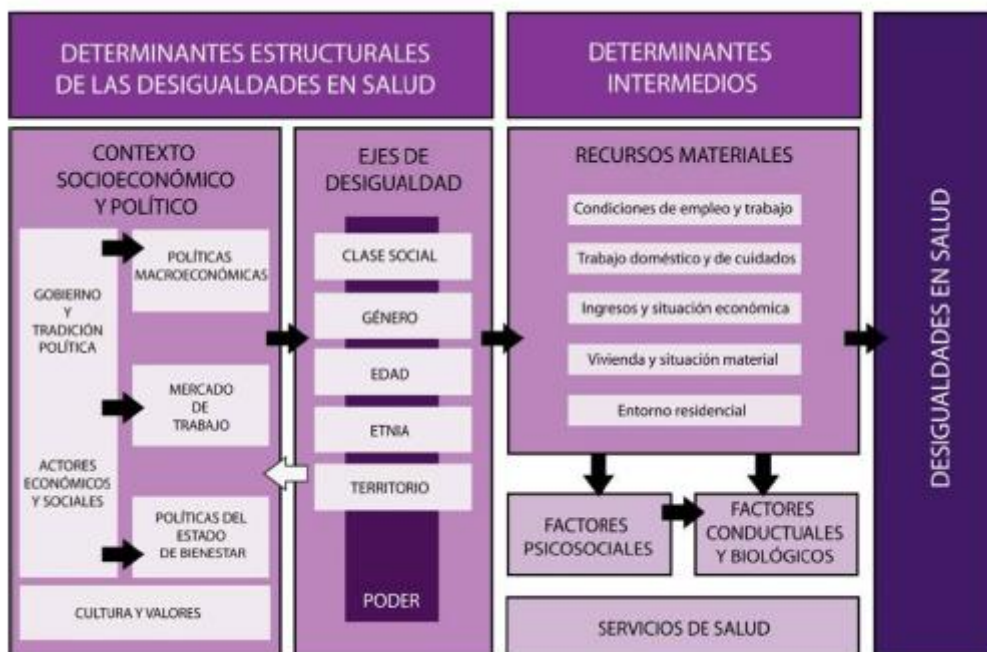 DETERMINANTES ESTRUCTURALES
DE LAS DESIGUALDADES EN SALUD
DETERMINANTES
INTERMEDIOS
CONTEXTO
SOCIOECONÓMICO
Y POLÍTICO
GOBIERNO
Y
TRADICIÓN
POLÍTICA
ACTORES
ECONÓMICOS
Y SOCIALES
POLÍTICAS
MACROECONÓMICAS
MERCADO
DE
TRABAJO
POLÍTICAS DEL
ESTADO
DE BIENESTAR
CULTURA Y VALORES
EJES DE
DESIGUALDAD
CLASE SOCIAL
GÉNERO
EDAD
ETNIA
TERRITORIO
PODER
RECURSOS MATERIALES
Condiciones de empleo y trabajo
Trabajo doméstico y de cuidados
Ingresos y situación económica
Vivienda y situación material
Entorno residencial
FACTORES
PSICOSOCIALES
FACTORES
CONDUCTUALES
Y BIOLÓGICOS
SERVICIOS DE SALUD
DESIGUALDADES EN SALUD